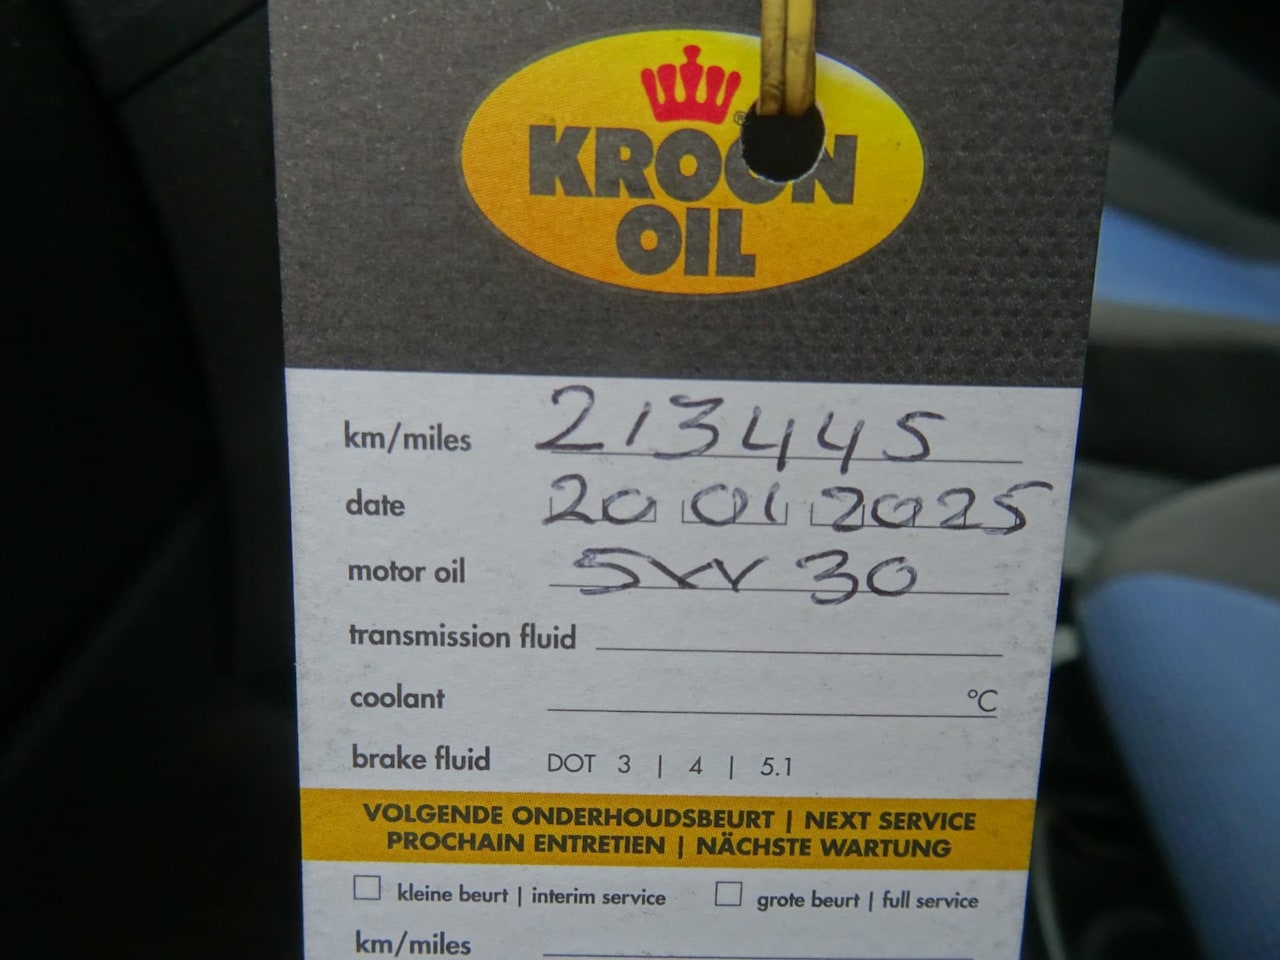 KROON
OIL
km/miles 213445
date 20 01 2025
motor oil 5W 30
transmission fluid
coolant °C
brake fluid DOT 3 | 4 | 5.1
VOLGENDE ONDERHOUDSBEURT | NEXT SERVICE
PROCHAIN ENTRETIEN | NÄCHSTE WARTUNG
kleine beurt | interim service grote beurt | full service
km/miles